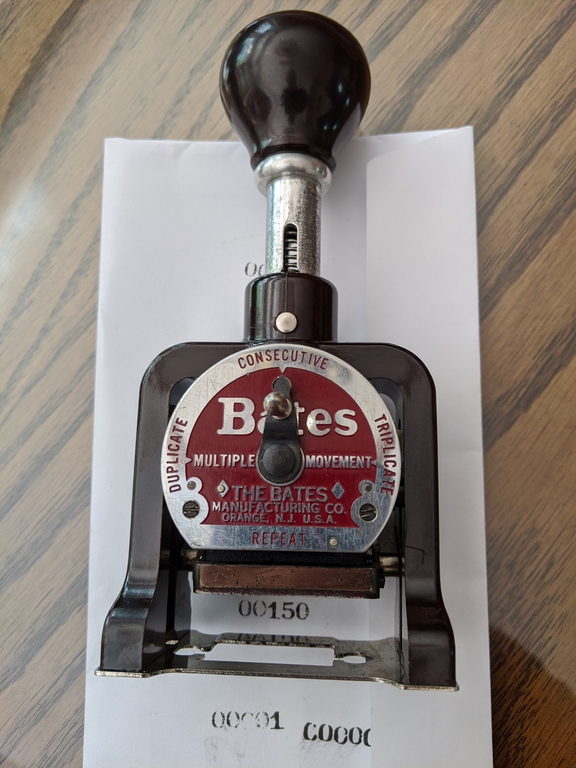 CONSECUTIVE
DUPLICATE
TRIPLICATE
Bates
MULTIPLE MOVEMENT
THE BATES
MANUFACTURING CO.
ORANGE, N.J. U.S.A.
REPEAT
00150